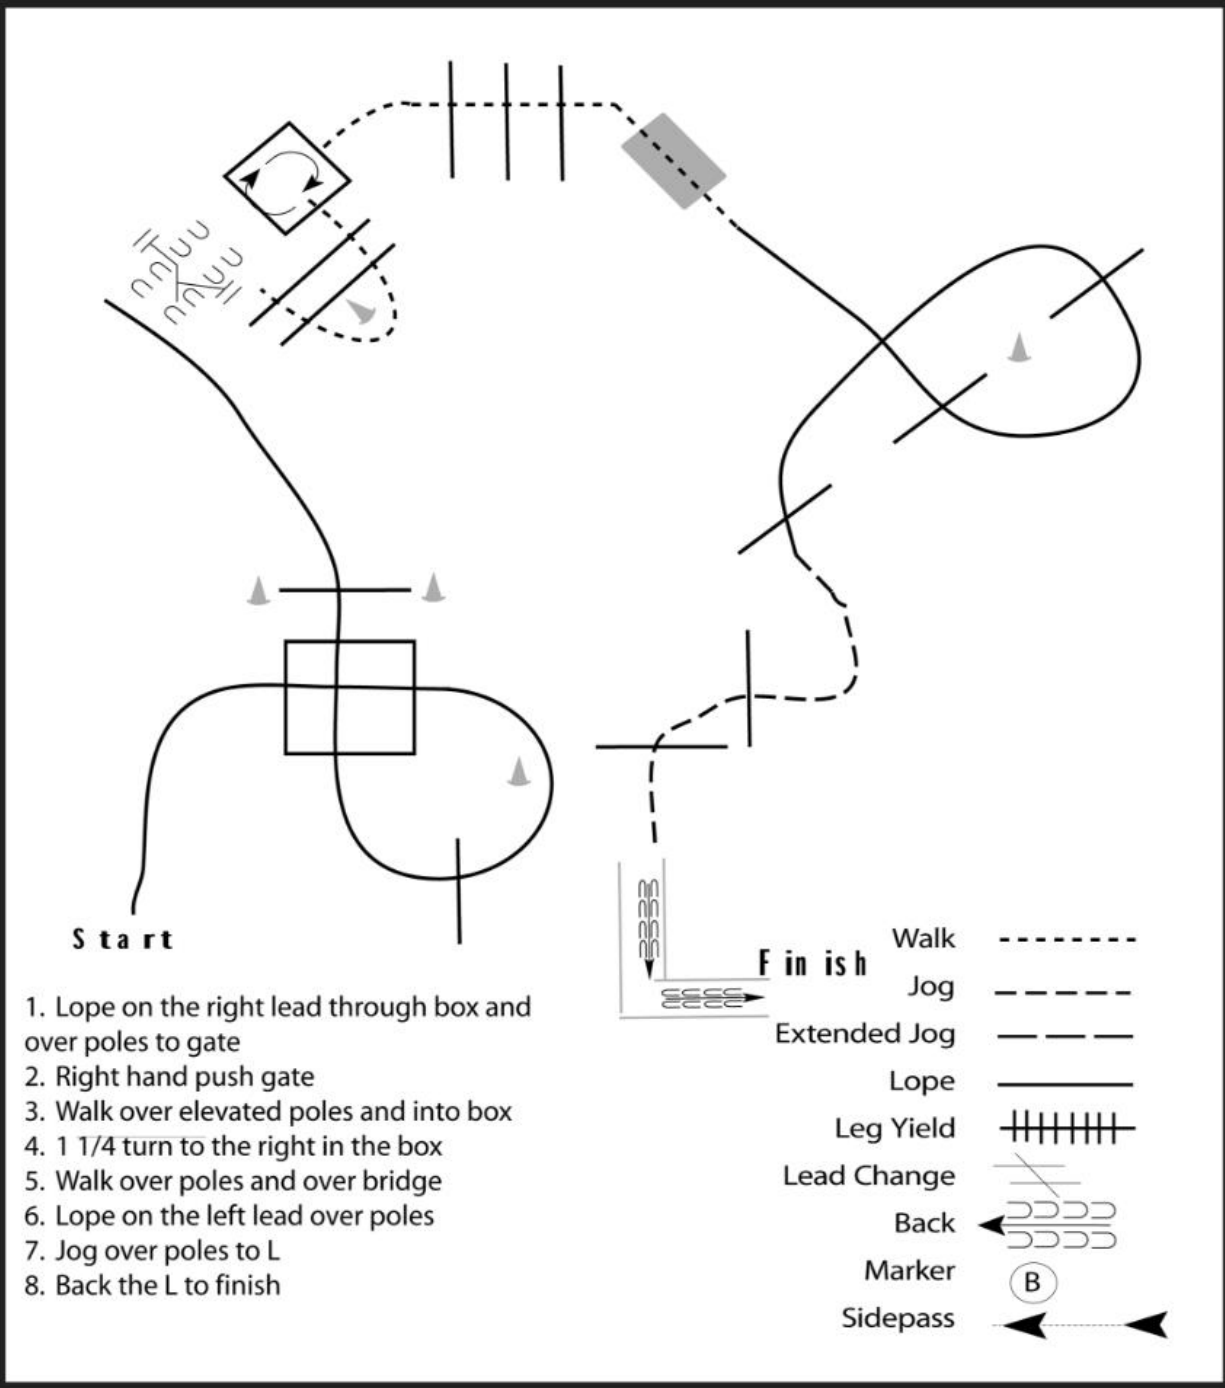 Start
Finish
1. Lope on the right lead through box and
over poles to gate
2. Right hand push gate
3. Walk over elevated poles and into box
4. 1 1/4 turn to the right in the box
5. Walk over poles and over bridge
6. Lope on the left lead over poles
7. Jog over poles to L
8. Back the L to finish
Walk
Jog
Extended Jog
Lope
Leg Yield
Lead Change
Back
Marker B
Sidepass